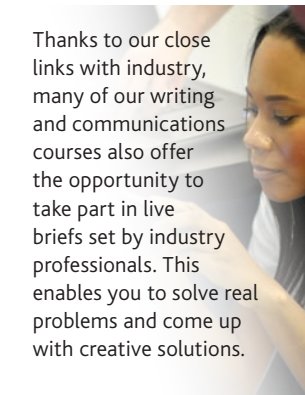 Thanks to our close
links with industry,
many of our writing
and communications
courses also offer
the opportunity to
take part in live
briefs set by industry
professionals. This
enables you to solve real
problems and come up
with creative solutions.